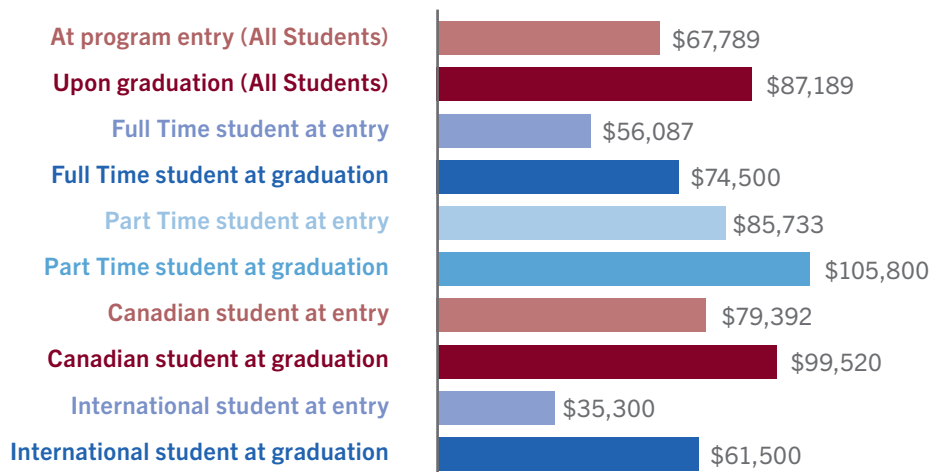 At program entry (All Students) $67,789
Upon graduation (All Students) $87,189
Full Time student at entry $56,087
Full Time student at graduation $74,500
Part Time student at entry $85,733
Part Time student at graduation $105,800
Canadian student at entry $79,392
Canadian student at graduation $99,520
International student at entry $35,300
International student at graduation $61,500